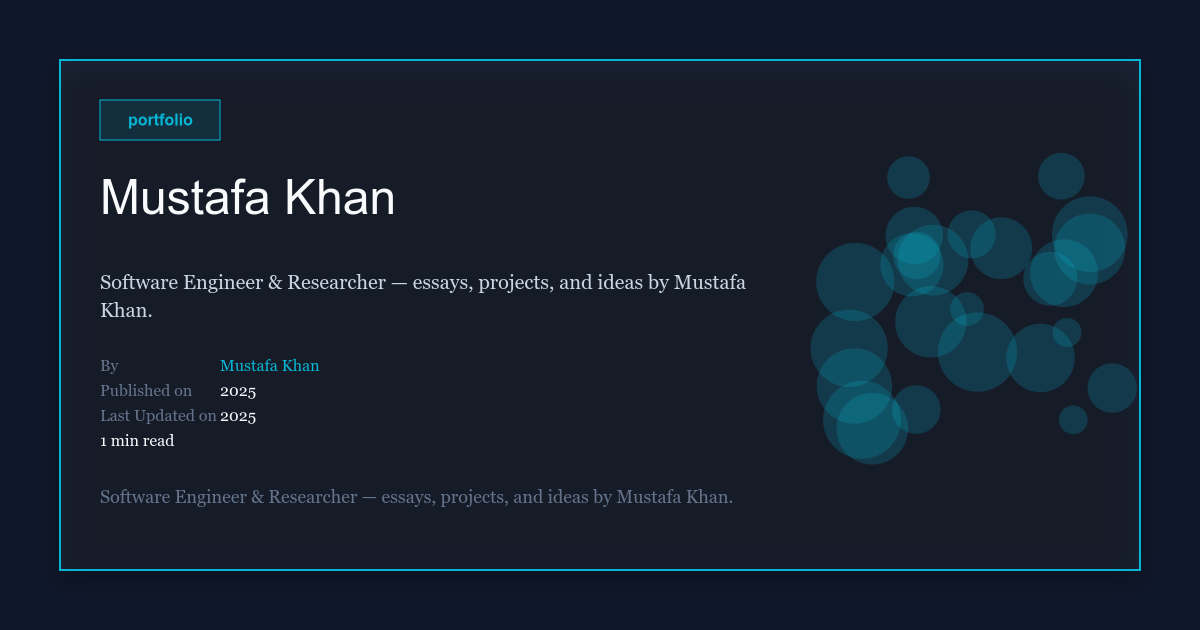 portfolio
Mustafa Khan
Software Engineer & Researcher — essays, projects, and ideas by Mustafa
Khan.
By Mustafa Khan
Published on 2025
Last Updated on 2025
1 min read
Software Engineer & Researcher — essays, projects, and ideas by Mustafa Khan.